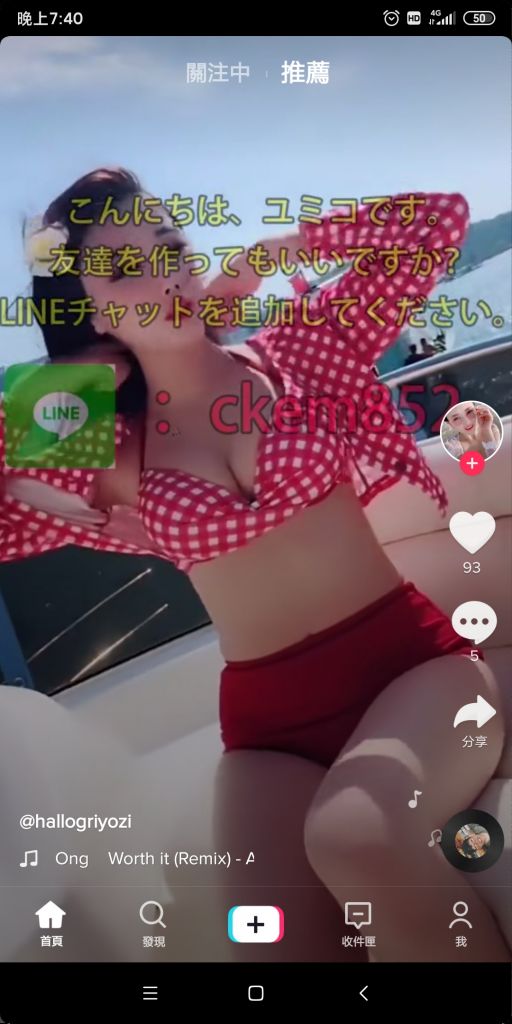 晚上7:40
HD
4G
50
關注中
推薦
こんにちは、ユミコです。
友達を作ってもいいですか?
LINEチャットを追加してください。
LINE : ckem852
93
5
分享
@hallogriyozi
Ong Worth it (Remix) - A
首頁
發現
收件匣
我